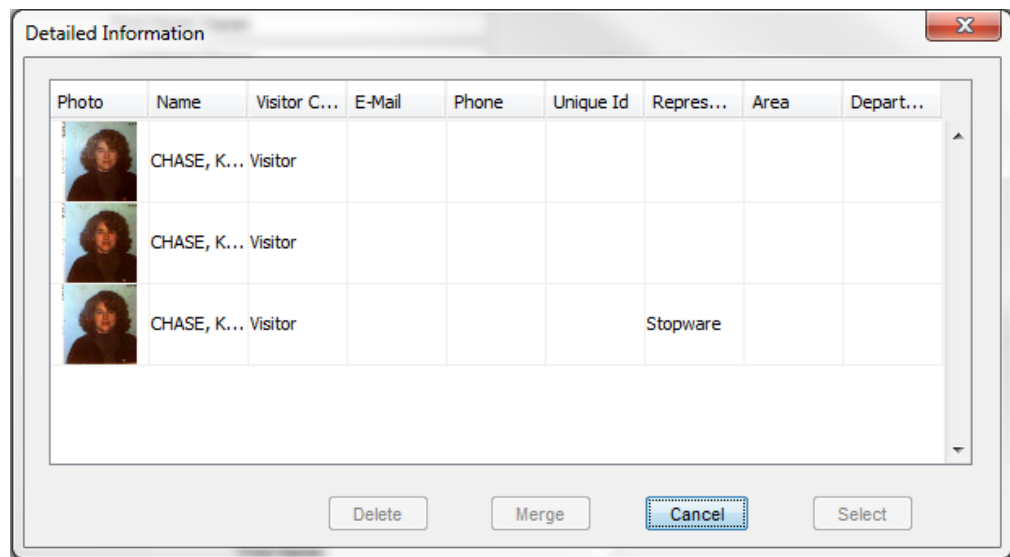 Detailed Information
Photo Name Visitor C... E-Mail Phone Unique Id Repres... Area Depart...
CHASE, K... Visitor
CHASE, K... Visitor
CHASE, K... Visitor Stopware
Delete Merge Cancel Select